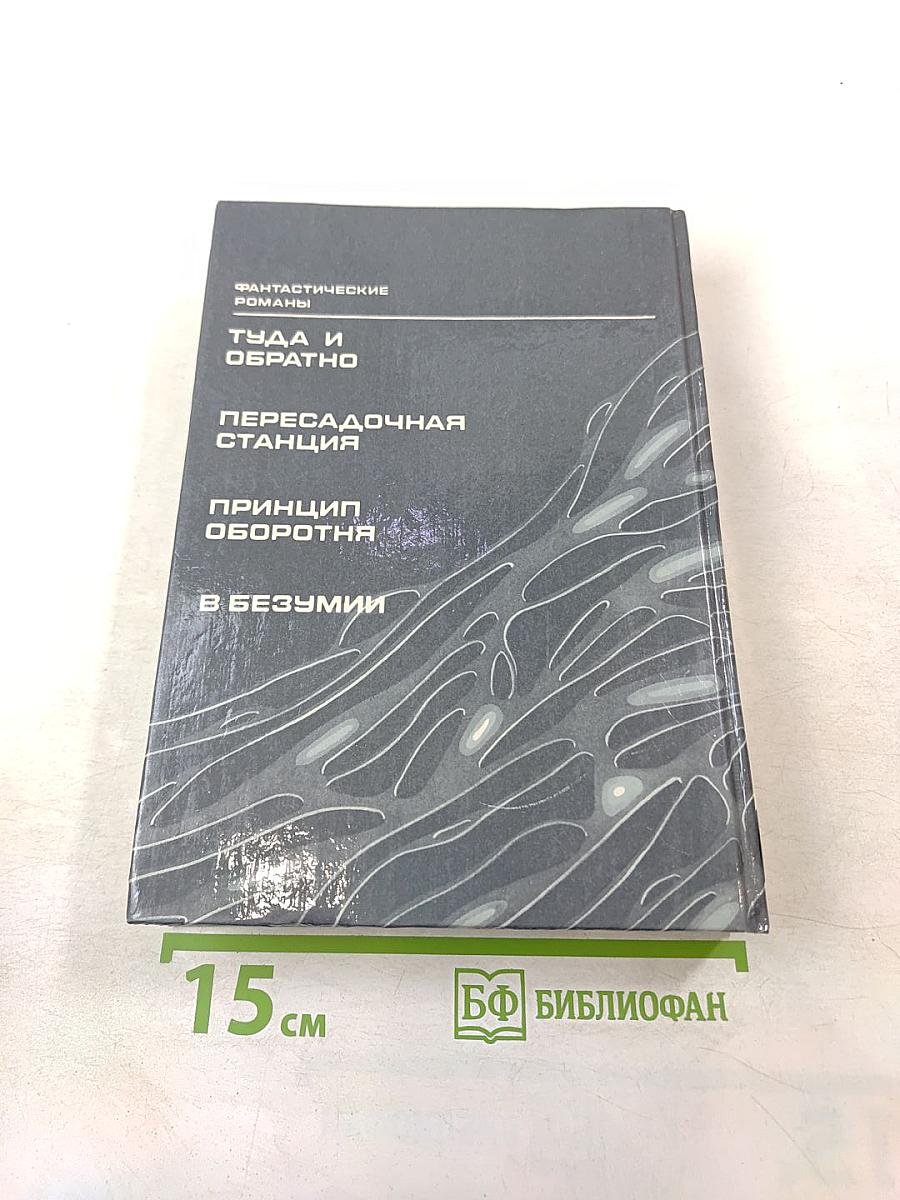 ФАНТАСТИЧЕСКИЕ
РОМАНЫ
ТУДА И
ОБРАТНО
ПЕРЕСАДОЧНАЯ
СТАНЦИЯ
ПРИНЦИП
ОБОРОТНЯ
В БЕЗУМИИ
15 см
БФ БИБЛИОФАН